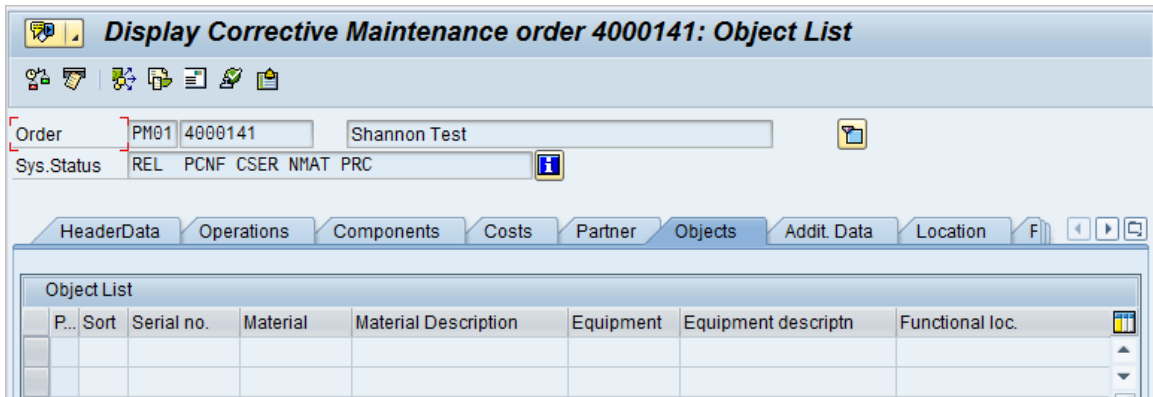 Display Corrective Maintenance order 4000141: Object List
Order PM01 4000141 Shannon Test
Sys.Status REL PCNF CSER NMAT PRC
HeaderData Operations Components Costs Partner Objects Addit. Data Location F
Object List
P... Sort Serial no. Material Material Description Equipment Equipment descriptn Functional loc.